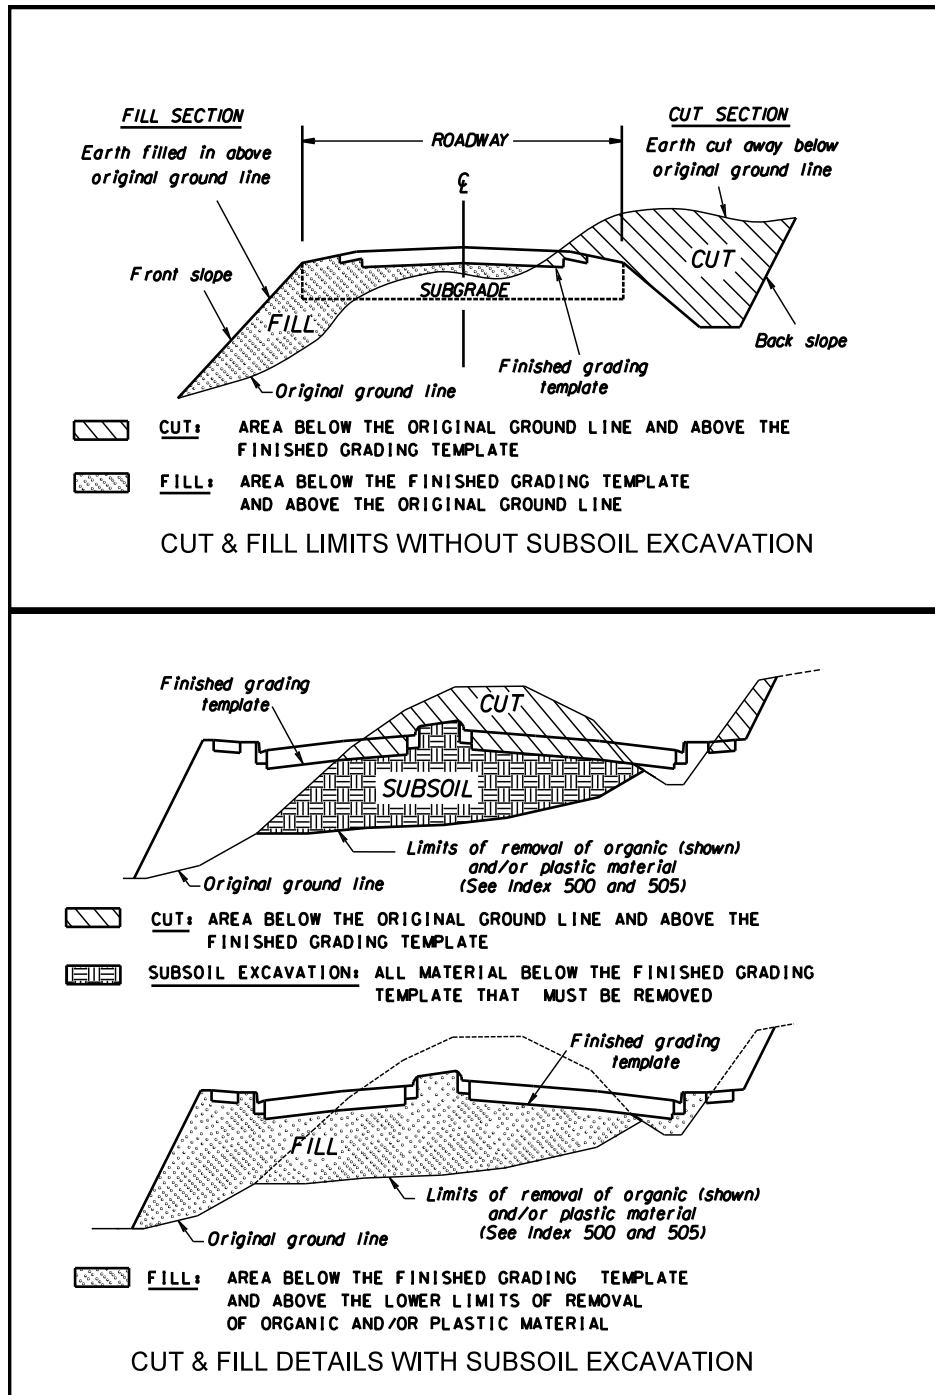 FILL SECTION
Earth filled in above
original ground line
ROADWAY
CUT SECTION
Earth cut away below
original ground line
℄
Front slope
CUT
SUBGRADE
FILL
Back slope
Finished grading
template
Original ground line
CUT: AREA BELOW THE ORIGINAL GROUND LINE AND ABOVE THE
FINISHED GRADING TEMPLATE
FILL: AREA BELOW THE FINISHED GRADING TEMPLATE
AND ABOVE THE ORIGINAL GROUND LINE
CUT & FILL LIMITS WITHOUT SUBSOIL EXCAVATION
Finished grading
template
CUT
SUBSOIL
Limits of removal of organic (shown)
and/or plastic material
(See Index 500 and 505)
Original ground line
CUT: AREA BELOW THE ORIGINAL GROUND LINE AND ABOVE THE
FINISHED GRADING TEMPLATE
SUBSOIL EXCAVATION: ALL MATERIAL BELOW THE FINISHED GRADING
TEMPLATE THAT MUST BE REMOVED
Finished grading
template
FILL
Limits of removal of organic (shown)
and/or plastic material
(See Index 500 and 505)
Original ground line
FILL: AREA BELOW THE FINISHED GRADING TEMPLATE
AND ABOVE THE LOWER LIMITS OF REMOVAL
OF ORGANIC AND/OR PLASTIC MATERIAL
CUT & FILL DETAILS WITH SUBSOIL EXCAVATION